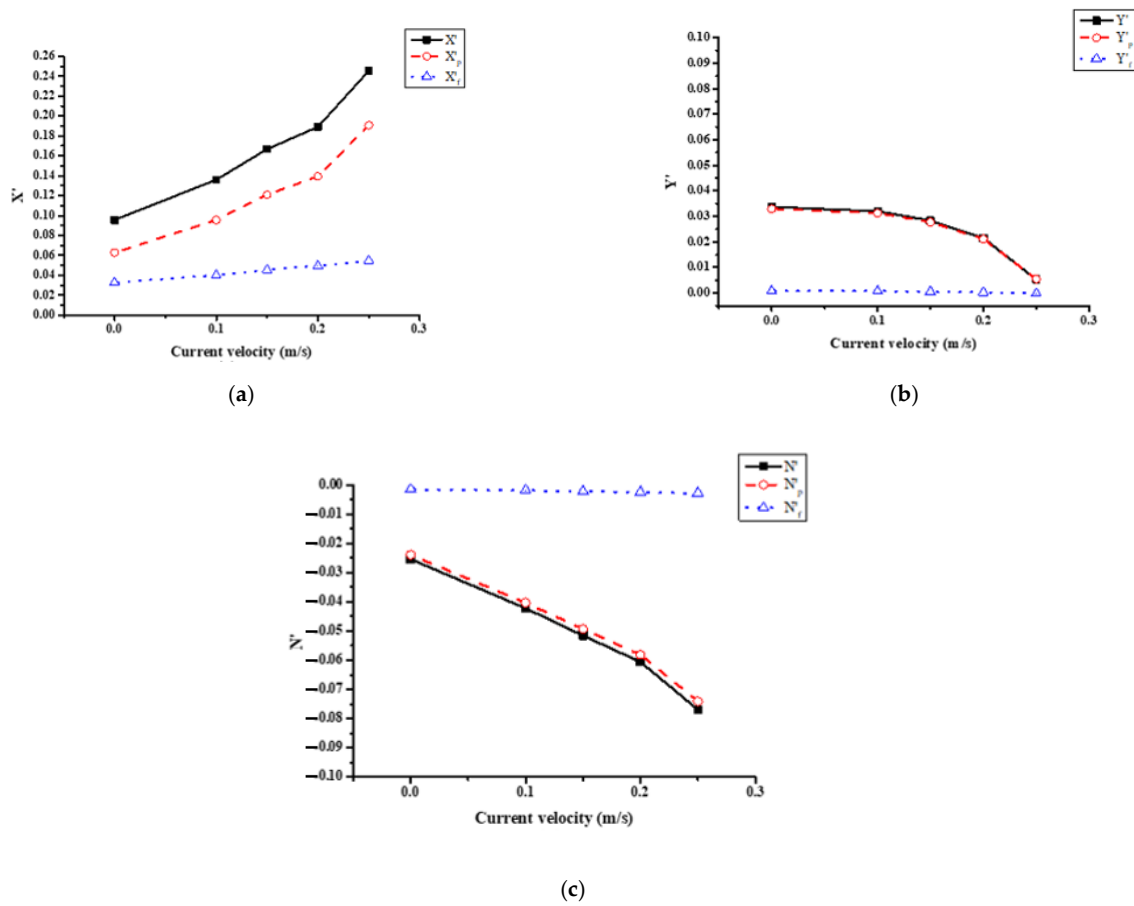 X'
X'p
X'f
0.26
0.24
0.22
0.20
0.18
0.16
0.14
0.12
0.10
0.08
0.06
0.04
0.02
0.00
X'
0.0 0.1 0.2 0.3
Current velocity (m/s)
(a)
Y'
Y'p
Y'f
0.10
0.09
0.08
0.07
0.06
0.05
0.04
0.03
0.02
0.01
0.00
Y'
0.0 0.1 0.2 0.3
Current velocity (m/s)
(b)
N'
N'p
N'f
0.00
−0.01
−0.02
−0.03
−0.04
−0.05
−0.06
−0.07
−0.08
−0.09
−0.10
N'
0.0 0.1 0.2 0.3
Current velocity (m/s)
(c)